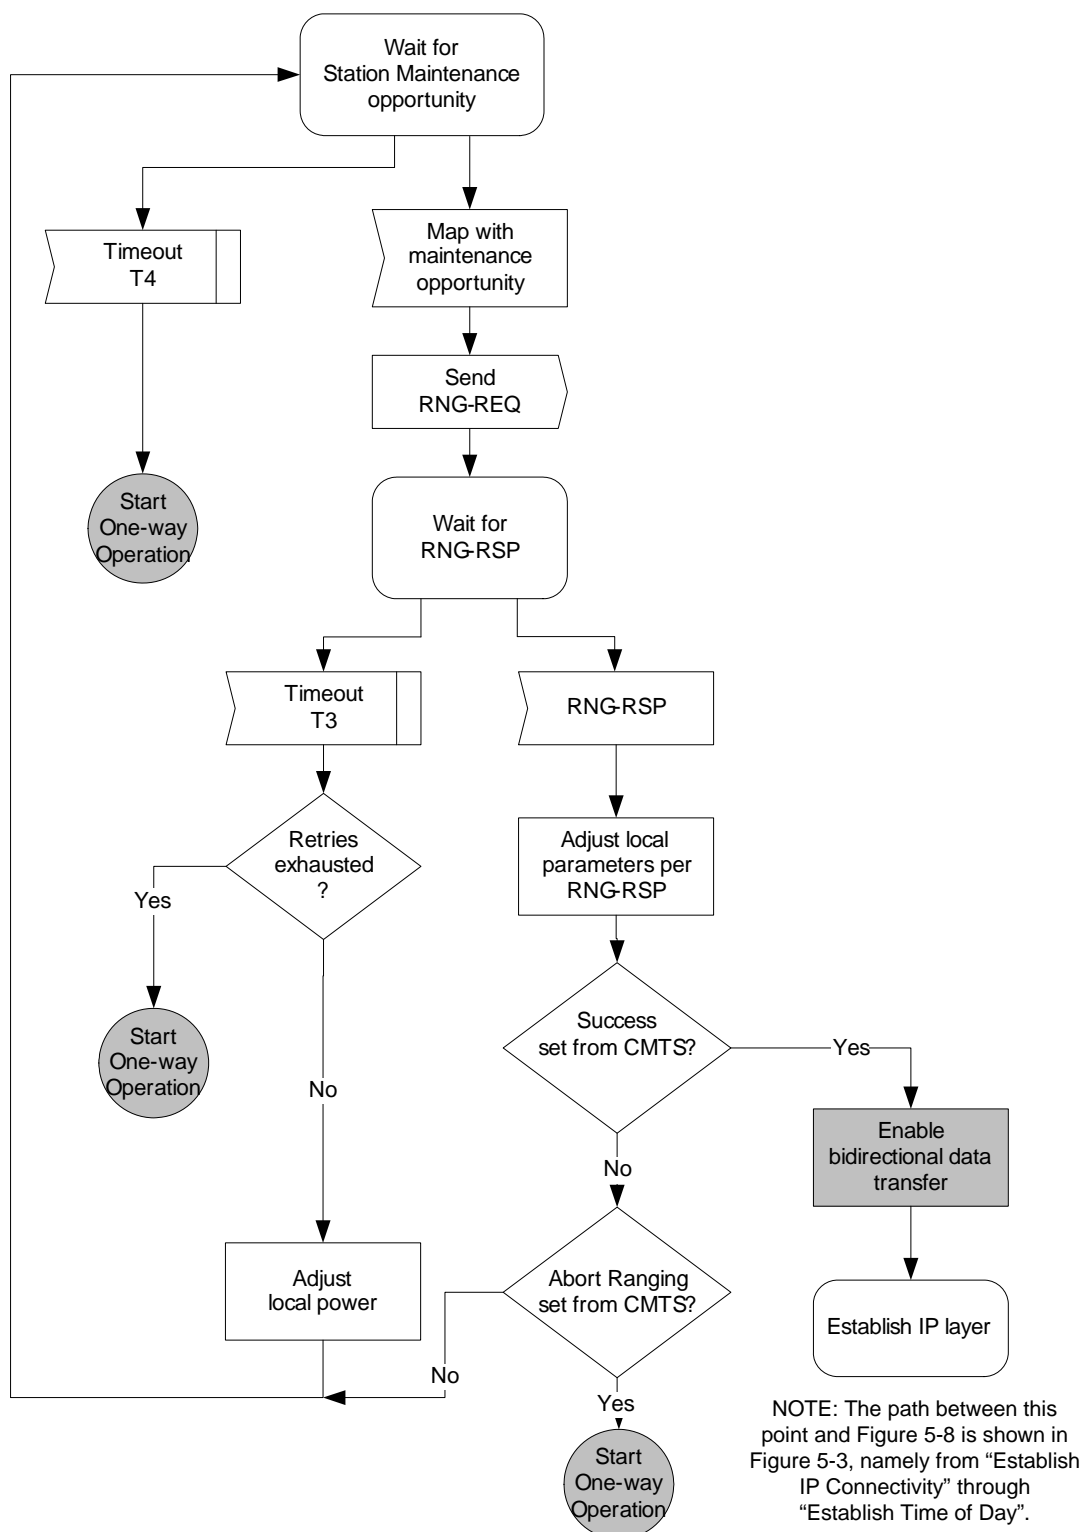 Wait for
Station Maintenance
opportunity
Timeout
T4
Map with
maintenance
opportunity
Send
RNG-REQ
Start
One-way
Operation
Wait for
RNG-RSP
Timeout
T3
RNG-RSP
Retries
exhausted
?
Adjust local
parameters per
RNG-RSP
Yes
Start
One-way
Operation
No
Success
set from CMTS?
Yes
Enable
bidirectional data
transfer
No
Adjust
local power
Abort Ranging
set from CMTS?
Establish IP layer
No
Yes
Start
One-way
Operation
NOTE: The path between this
point and Figure 5-8 is shown in
Figure 5-3, namely from “Establish
IP Connectivity” through
“Establish Time of Day”.